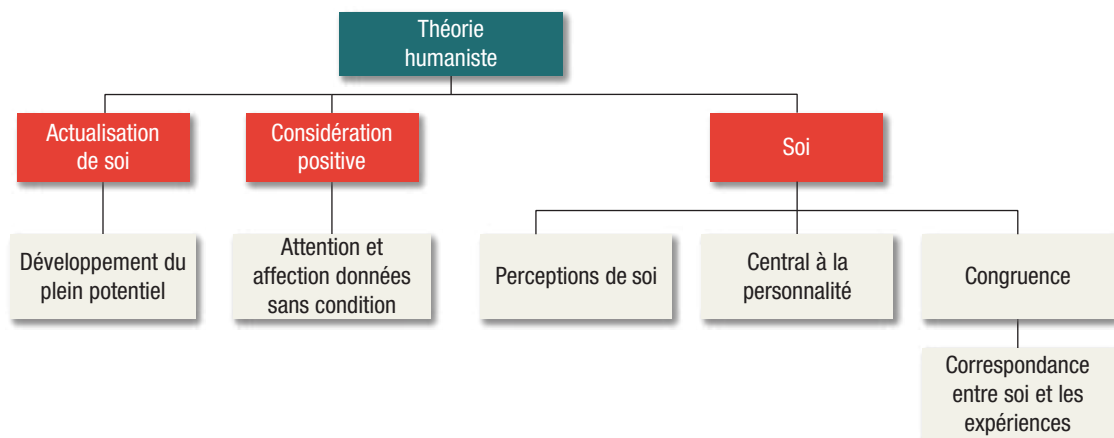 Théorie
humaniste
Actualisation
de soi
Considération
positive
Soi
Développement du
plein potentiel
Attention et
affection données
sans condition
Perceptions de soi
Central à la
personnalité
Congruence
Correspondance
entre soi et les
expériences